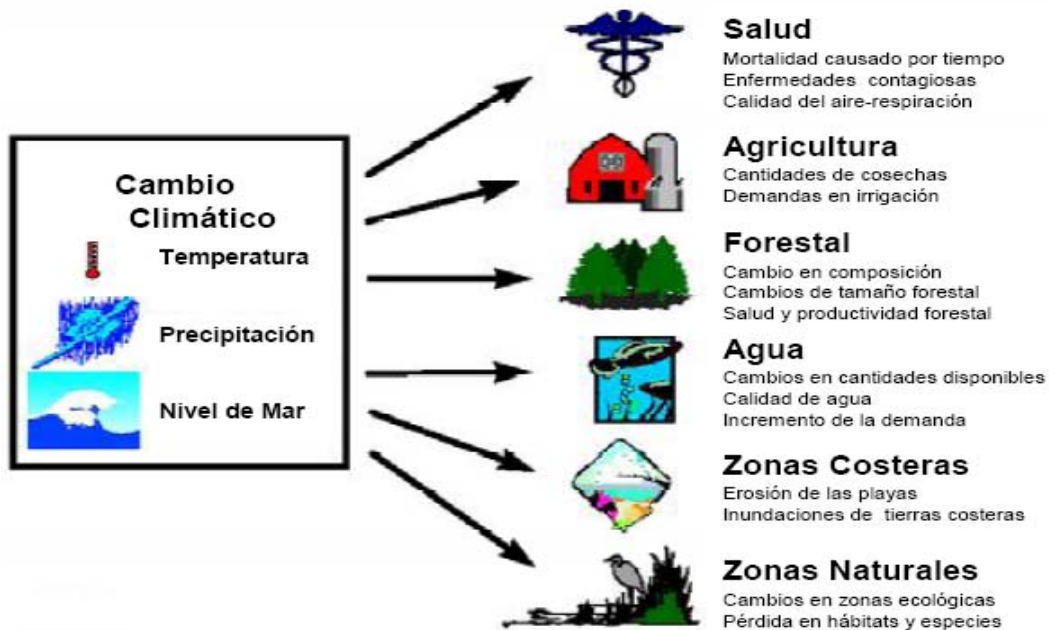 Cambio
Climático
Temperatura
Precipitación
Nivel de Mar
Salud
Mortalidad causado por tiempo
Enfermedades contagiosas
Calidad del aire-respiración
Agricultura
Cantidades de cosechas
Demandas en irrigación
Forestal
Cambio en composición
Cambios de tamaño forestal
Salud y productividad forestal
Agua
Cambios en cantidades disponibles
Calidad de agua
Incremento de la demanda
Zonas Costeras
Erosión de las playas
Inundaciones de tierras costeras
Zonas Naturales
Cambios en zonas ecológicas
Pérdida en hábitats y especies